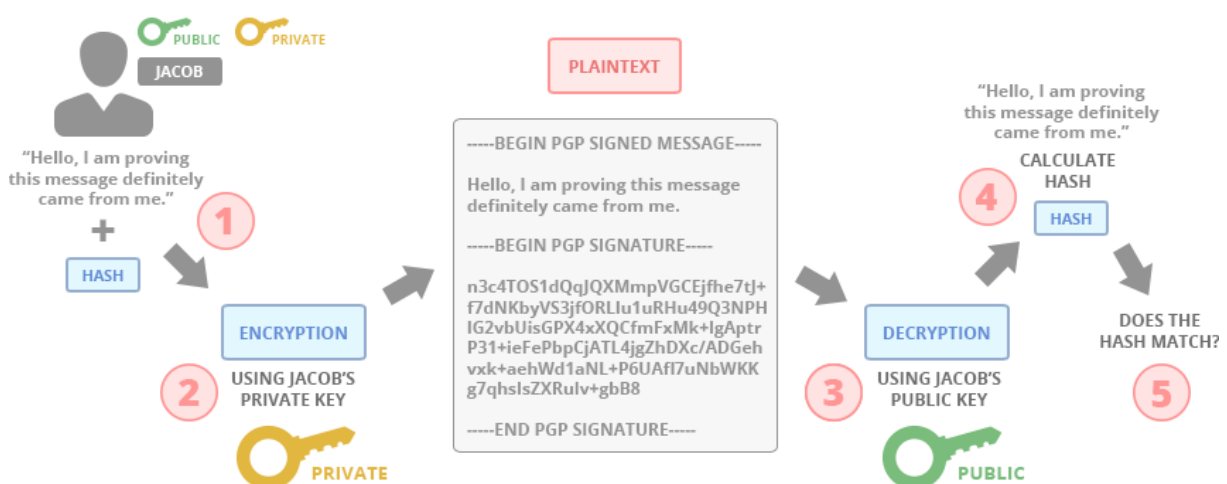 PUBLIC
PRIVATE
JACOB
“Hello, I am proving
this message definitely
came from me.”
+
HASH
1
ENCRYPTION
2
USING JACOB’S
PRIVATE KEY
PRIVATE
PLAINTEXT
-----BEGIN PGP SIGNED MESSAGE-----
Hello, I am proving this message
definitely came from me.
-----BEGIN PGP SIGNATURE-----
n3c4TOS1dQqJQXMmpVGCEjfhe7tJ+
f7dNKbyVS3jfORLIu1uRHu49Q3NPH
IG2vbUisGPX4xXQCfmFxMk+lgAptr
P31+ieFePbpCjATL4jgZhDXc/ADGeh
vxk+aehWd1aNL+P6UAfl7uNbWKK
g7qhslsZXRulv+gbB8
-----END PGP SIGNATURE-----
DECRYPTION
3
USING JACOB’S
PUBLIC KEY
PUBLIC
“Hello, I am proving
this message definitely
came from me.”
4
CALCULATE
HASH
HASH
DOES THE
HASH MATCH?
5